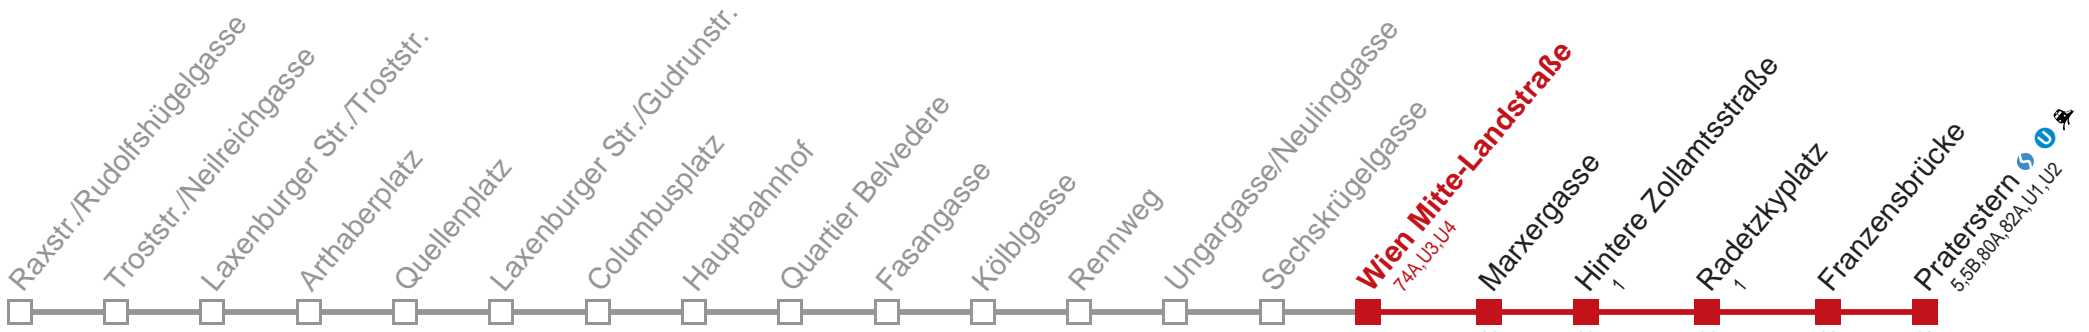 Raxstr./Rudolfshügelgasse
Troststr./Neilreichgasse
Laxenburger Str./Troststr.
Arthaberplatz
Quellenplatz
Laxenburger Str./Gudrunstr.
Columbusplatz
Hauptbahnhof
Quartier Belvedere
Fasangasse
Kölblgasse
Rennweg
Ungargasse/Neulinggasse
Sechskrügelgasse
Wien Mitte-Landstraße
74A,U3,U4
Marxergasse
Hintere Zollamtsstraße
1
Radetzkyplatz
1
Franzensbrücke
Praterstern S U
5,5B,80A,82A,U1,U2